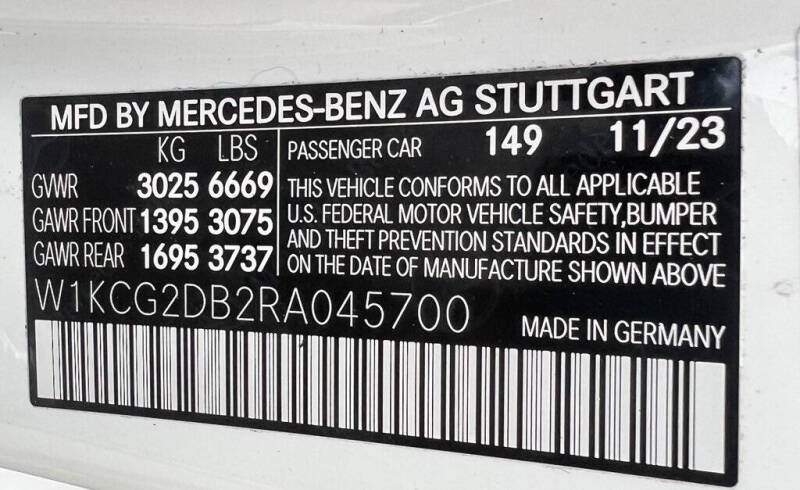 MFD BY MERCEDES-BENZ AG STUTTGART
KG LBS
GVWR 3025 6669
GAWR FRONT 1395 3075
GAWR REAR 1695 3737
PASSENGER CAR 149 11/23
THIS VEHICLE CONFORMS TO ALL APPLICABLE
U.S. FEDERAL MOTOR VEHICLE SAFETY,BUMPER
AND THEFT PREVENTION STANDARDS IN EFFECT
ON THE DATE OF MANUFACTURE SHOWN ABOVE
W1KCG2DB2RA045700
MADE IN GERMANY